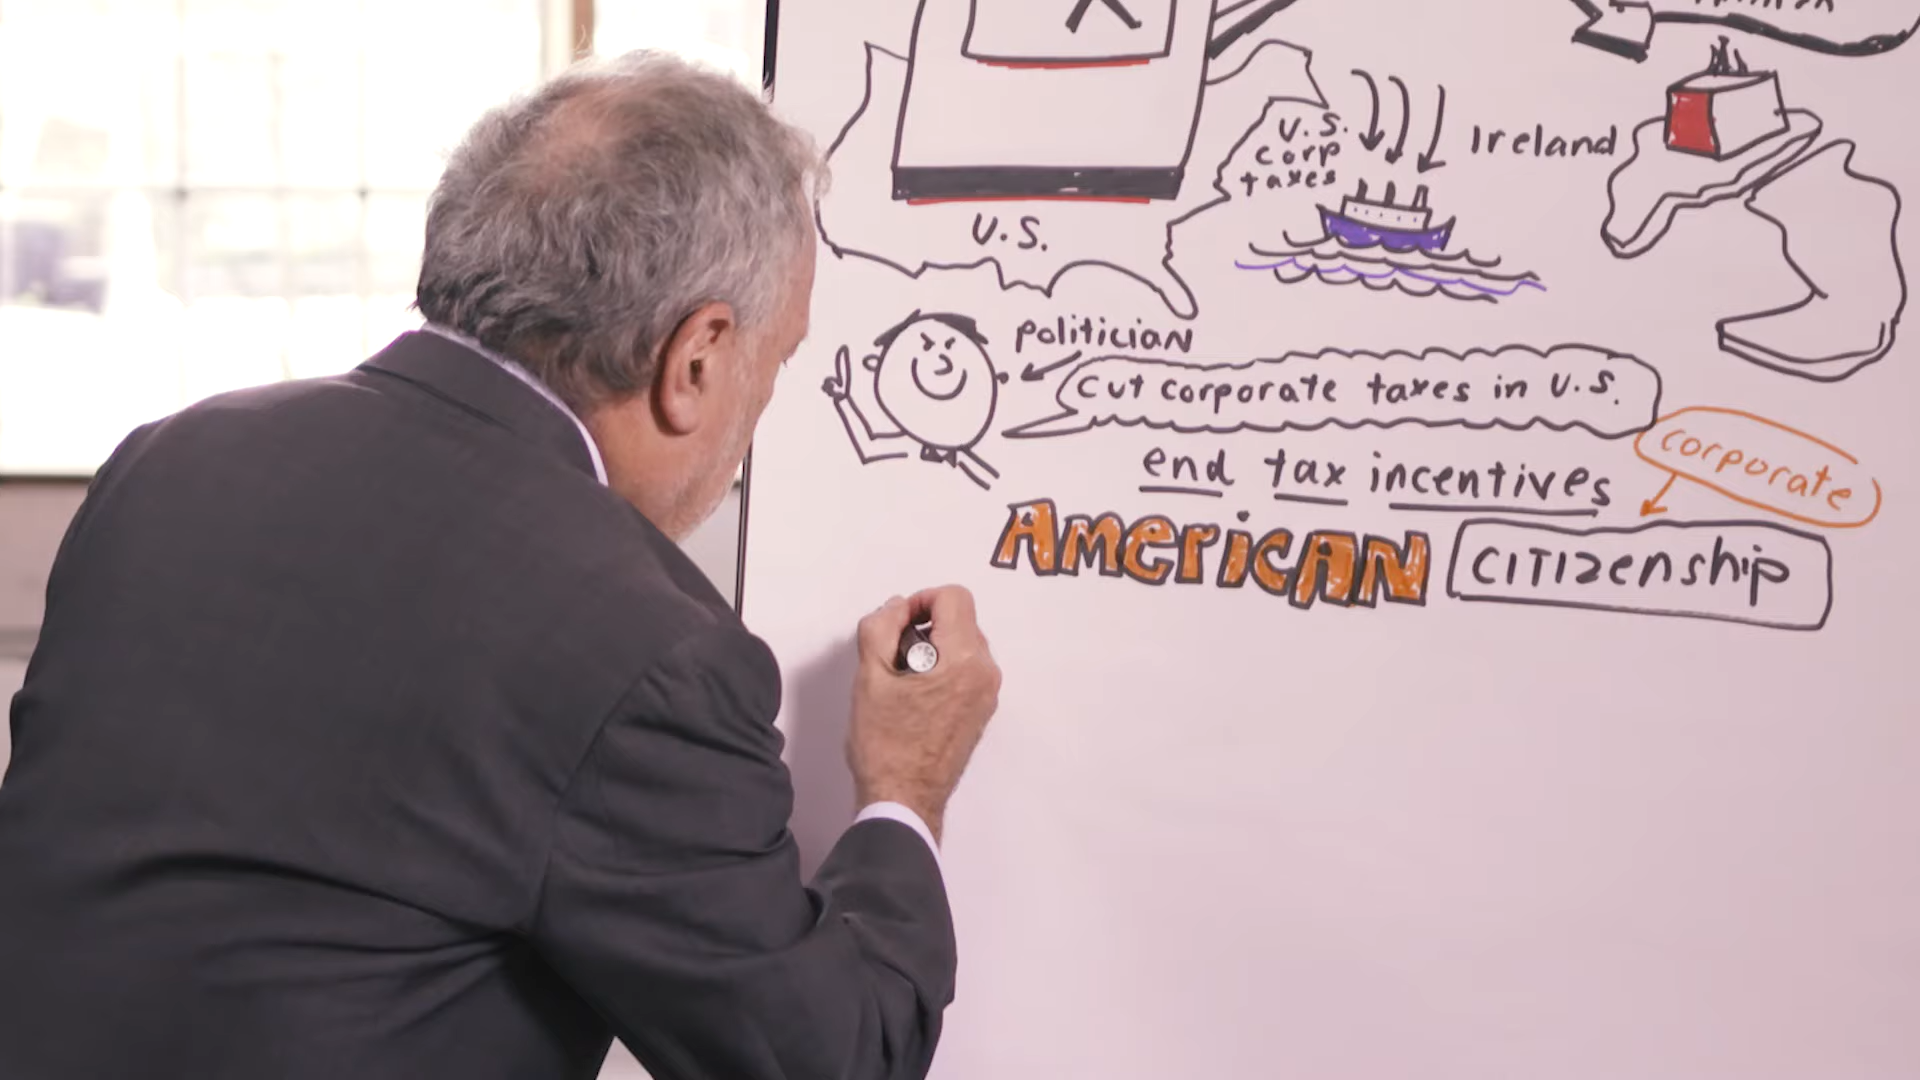 U.S.
corp
taxes
Ireland
U.S.
politician
cut corporate taxes in U.S.
end tax incentives
corporate
AmericAN
CITIzenship